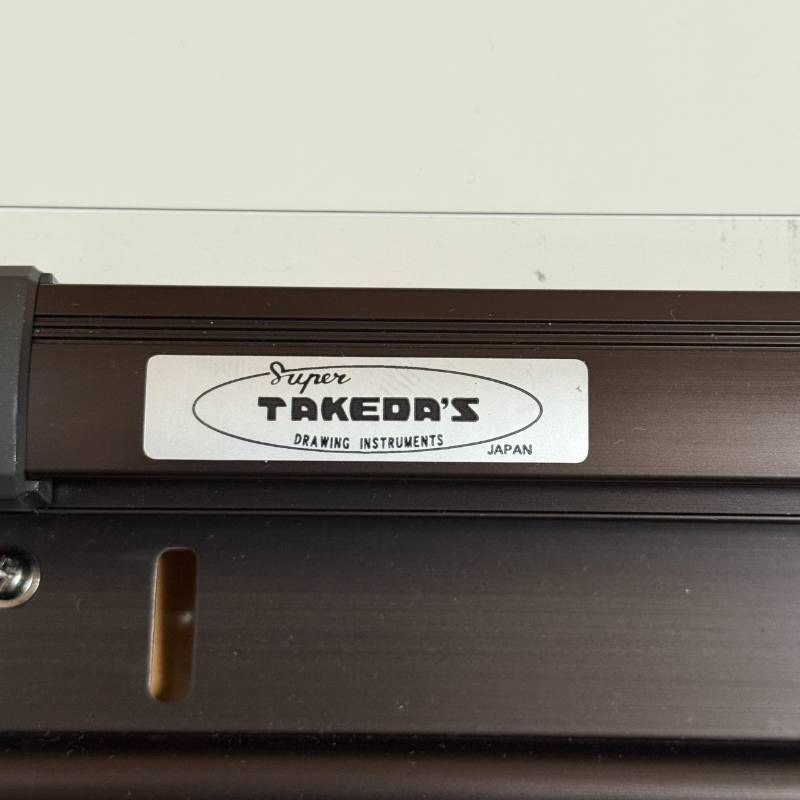 Super
TAKEDA'S
DRAWING INSTRUMENTS
JAPAN